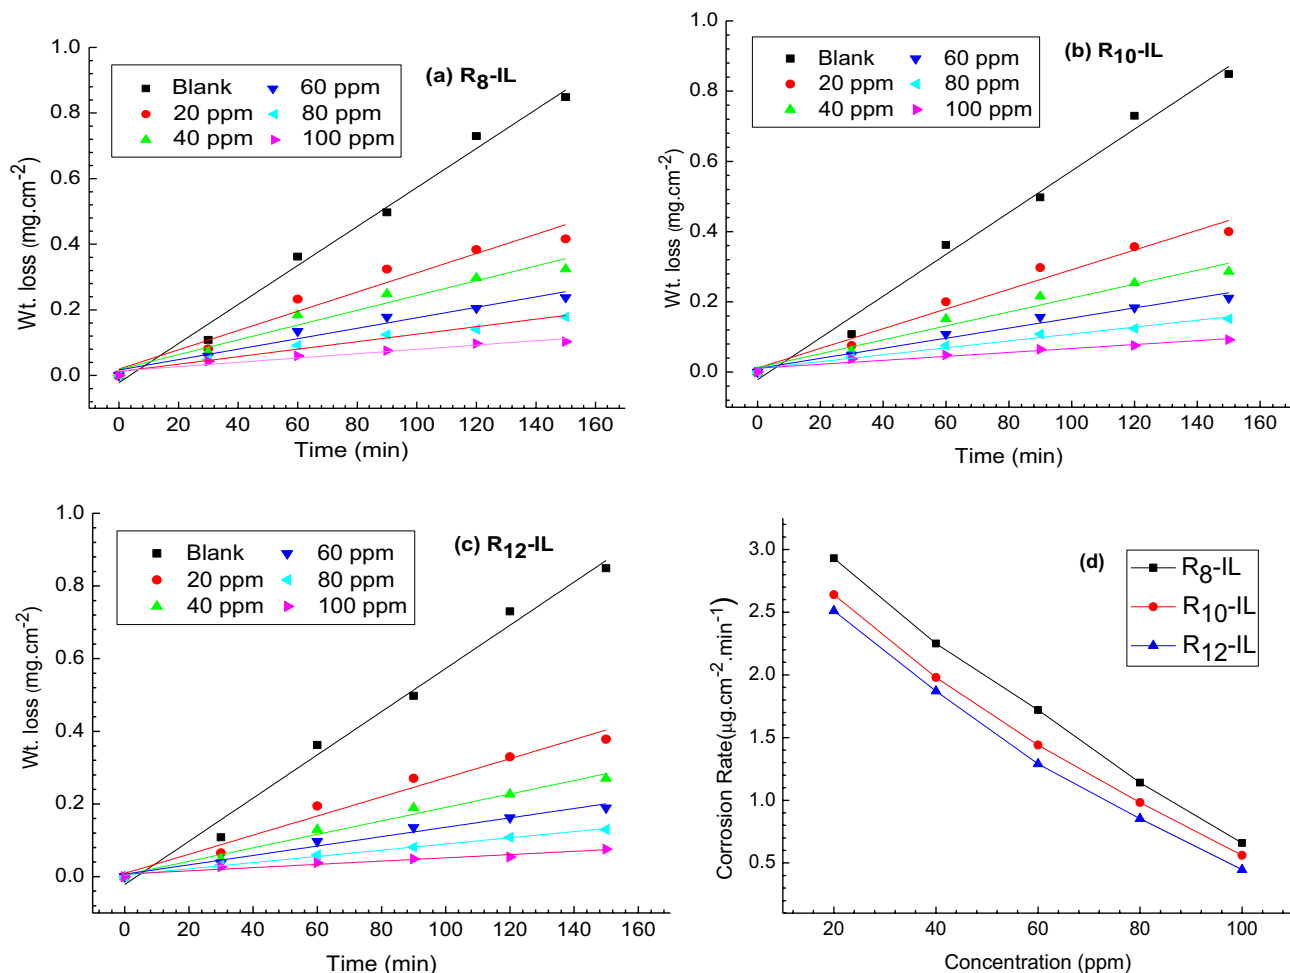 (a) R8-IL
Blank
20 ppm
40 ppm
60 ppm
80 ppm
100 ppm
Wt. loss (mg.cm-2)
1.0
0.8
0.6
0.4
0.2
0.0
0 20 40 60 80 100 120 140 160
Time (min)
(b) R10-IL
Blank
20 ppm
40 ppm
60 ppm
80 ppm
100 ppm
Wt. loss (mg.cm-2)
1.0
0.8
0.6
0.4
0.2
0.0
0 20 40 60 80 100 120 140 160
Time (min)
(c) R12-IL
Blank
20 ppm
40 ppm
60 ppm
80 ppm
100 ppm
Wt. loss (mg.cm-2)
1.0
0.8
0.6
0.4
0.2
0.0
0 20 40 60 80 100 120 140 160
Time (min)
(d)
R8-IL
R10-IL
R12-IL
Corrosion Rate(μg.cm-2.min-1)
3.0
2.5
2.0
1.5
1.0
0.5
20 40 60 80 100
Concentration (ppm)